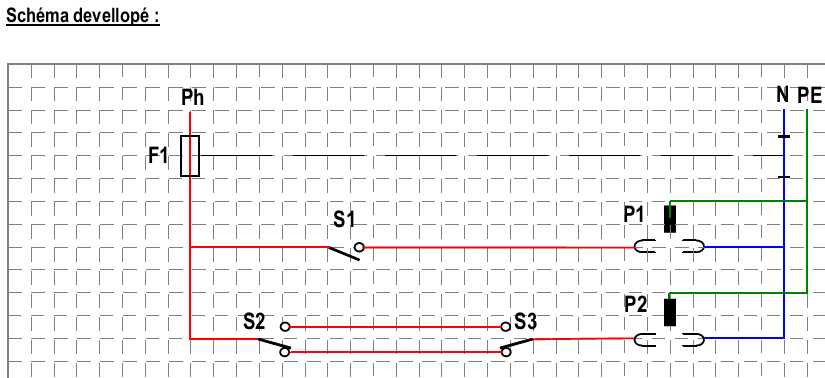 Schéma devellopé :
Ph
N PE
F1
S1
P1
P2
S2
S3